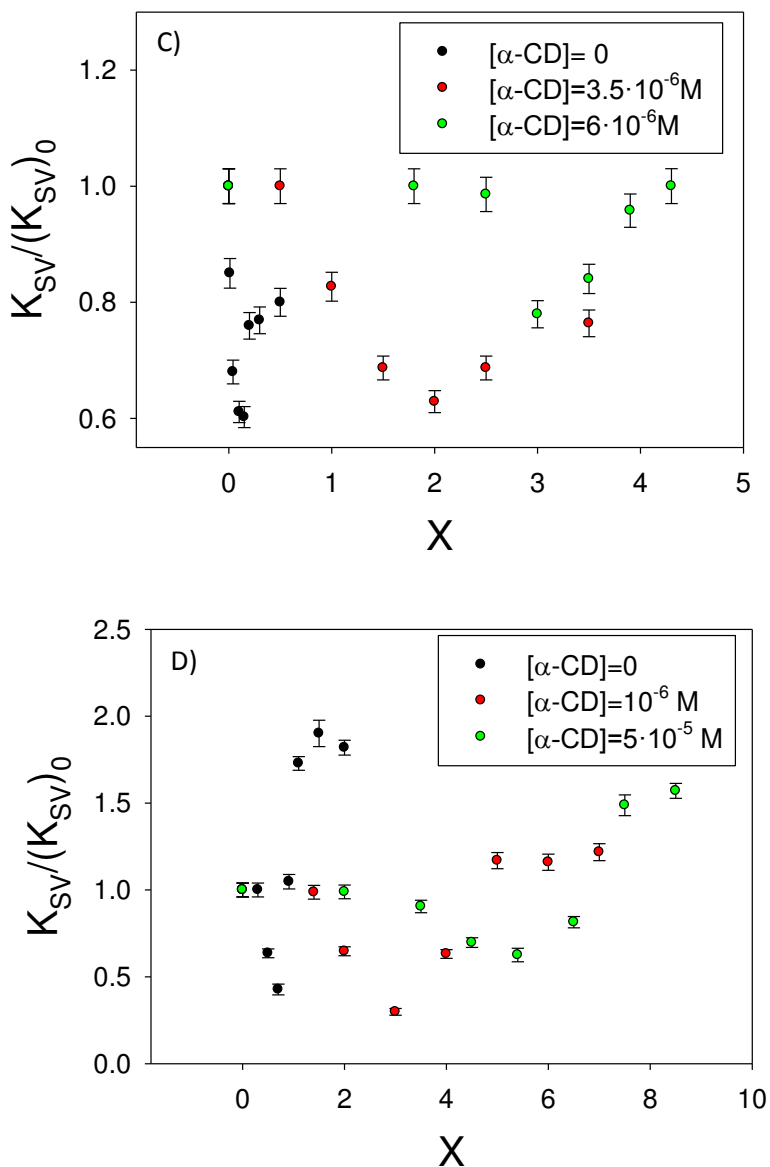 C)
[α-CD]= 0
[α-CD]=3.5·10⁻⁶M
[α-CD]=6·10⁻⁶M
1.2
1.0
0.8
0.6
K_SV/(K_SV)₀
0 1 2 3 4 5
X
D)
[α-CD]=0
[α-CD]=10⁻⁶ M
[α-CD]=5·10⁻⁵ M
2.5
2.0
1.5
1.0
0.5
0.0
K_SV/(K_SV)₀
0 2 4 6 8 10
X